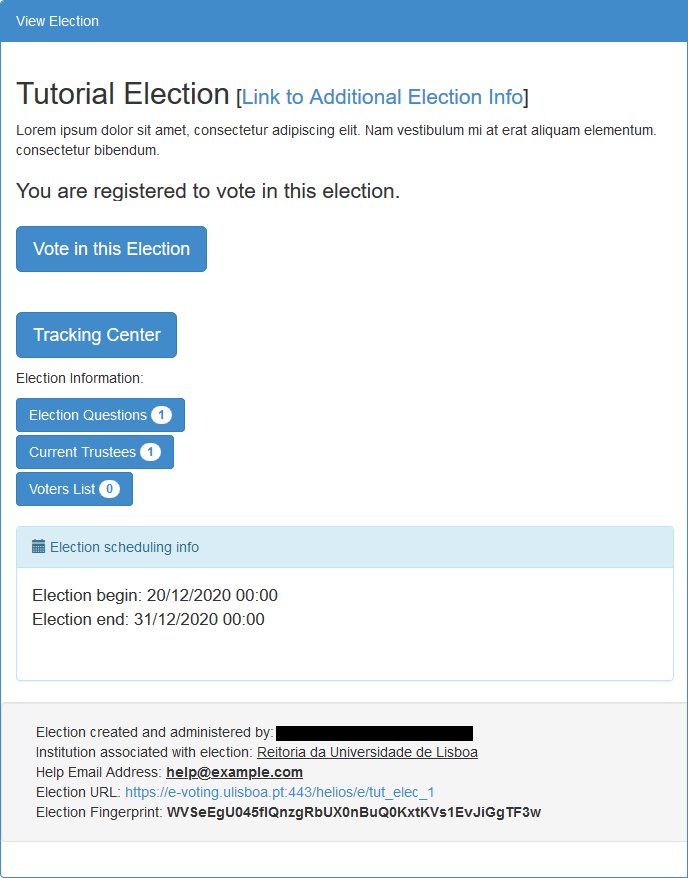 View Election
Tutorial Election [Link to Additional Election Info]
Lorem ipsum dolor sit amet, consectetur adipiscing elit. Nam vestibulum mi at erat aliquam elementum.
consectetur bibendum.
You are registered to vote in this election.
Vote in this Election
Tracking Center
Election Information:
Election Questions 1
Current Trustees 1
Voters List 0
Election scheduling info
Election begin: 20/12/2020 00:00
Election end: 31/12/2020 00:00
Election created and administered by:
Institution associated with election: Reitoria da Universidade de Lisboa
Help Email Address: help@example.com
Election URL: https://e-voting.ulisboa.pt:443/helios/e/tut_elec_1
Election Fingerprint: WVSeEgU045flQnzgRbUX0nBuQ0KxtKVs1EvJiGgTF3w